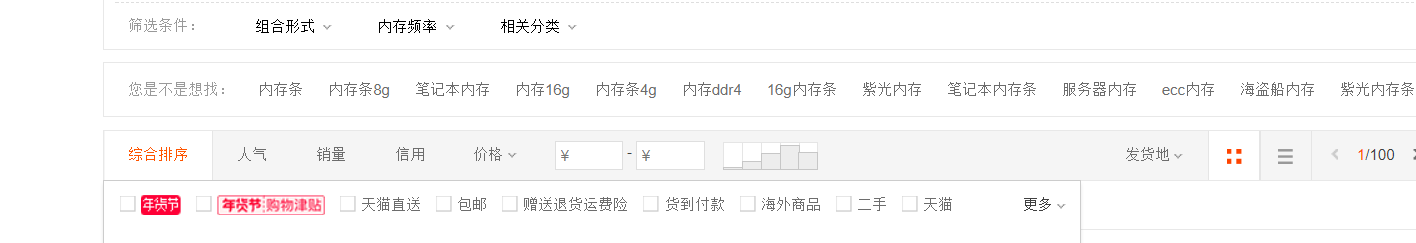 筛选条件： 组合形式 内存频率 相关分类
您是不是想找： 内存条 内存条8g 笔记本内存 内存16g 内存条4g 内存ddr4 16g内存条 紫光内存 笔记本内存条 服务器内存 ecc内存 海盗船内存 紫光内存条
综合排序 人气 销量 信用 价格 ¥ - ¥ 发货地 1/100
年货节 年货节 购物津贴 天猫直送 包邮 赠送退货运费险 货到付款 海外商品 二手 天猫 更多